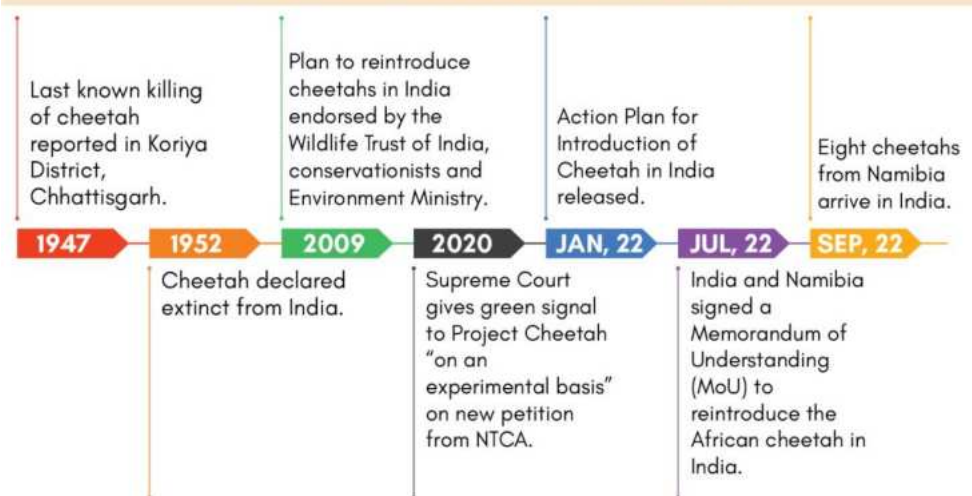 Last known killing
of cheetah
reported in Koriya
District,
Chhattisgarh.
Plan to reintroduce
cheetahs in India
endorsed by the
Wildlife Trust of India,
conservationists and
Environment Ministry.
Action Plan for
Introduction of
Cheetah in India
released.
Eight cheetahs
from Namibia
arrive in India.
1947
1952
2009
2020
JAN, 22
JUL, 22
SEP, 22
Cheetah declared
extinct from India.
Supreme Court
gives green signal
to Project Cheetah
“on an
experimental basis”
on new petition
from NTCA.
India and Namibia
signed a
Memorandum of
Understanding
(MoU) to
reintroduce the
African cheetah in
India.